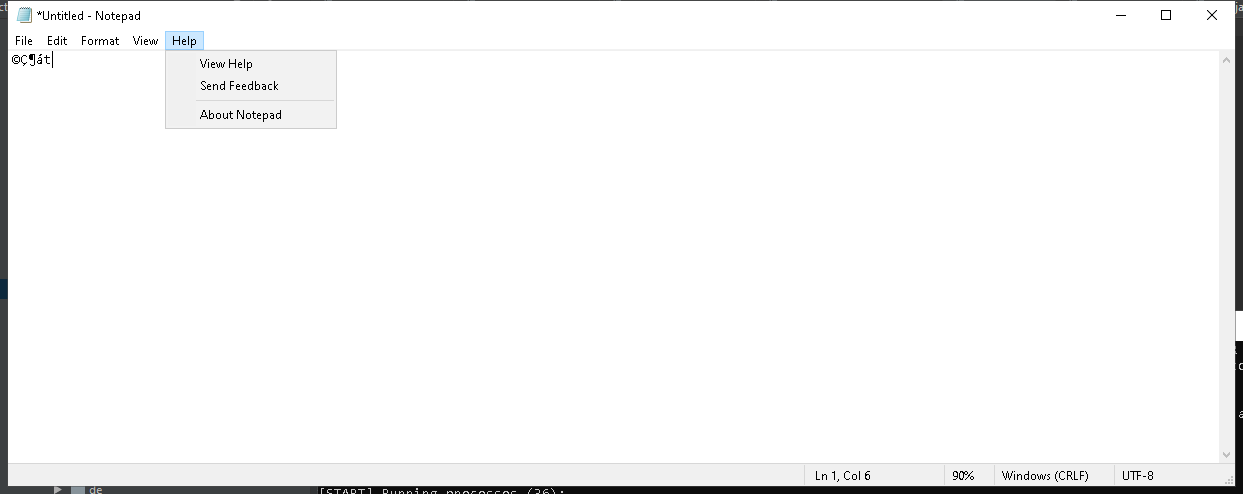 *Untitled - Notepad
File Edit Format View Help
©Ç¶át
View Help
Send Feedback
About Notepad
Ln 1, Col 6 90% Windows (CRLF) UTF-8
de
[START] Running processes (36):